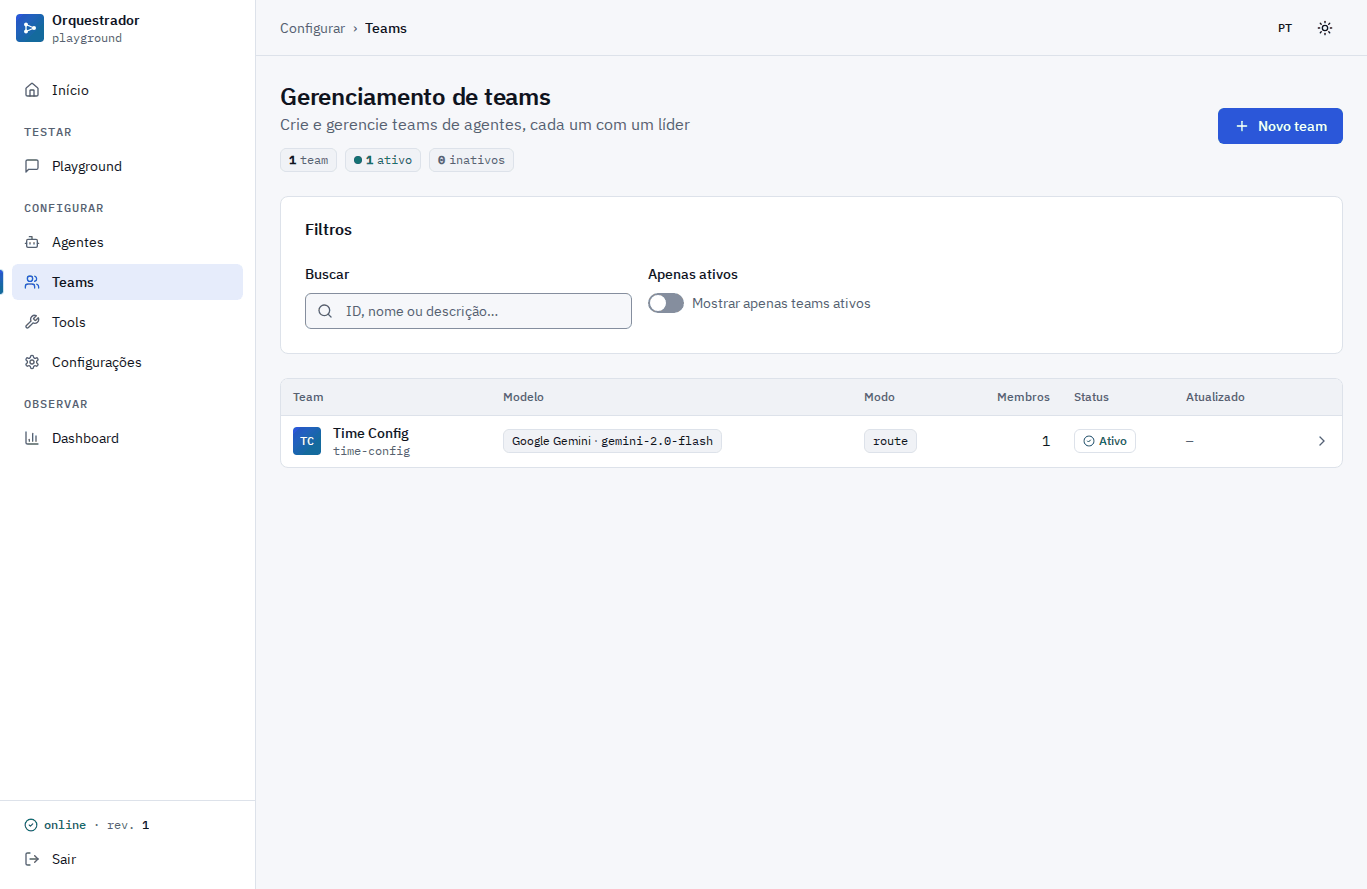 Orquestrador
playground
Início
TESTAR
Playground
CONFIGURAR
Agentes
Teams
Tools
Configurações
OBSERVAR
Dashboard
online · rev. 1
Sair
Configurar › Teams
PT
Gerenciamento de teams
Crie e gerencie teams de agentes, cada um com um líder
1 team
1 ativo
0 inativos
Novo team
Filtros
Buscar
ID, nome ou descrição...
Apenas ativos
Mostrar apenas teams ativos
Team Modelo Modo Membros Status Atualizado
TC Time Config Google Gemini · gemini-2.0-flash route 1 Ativo –
time-config